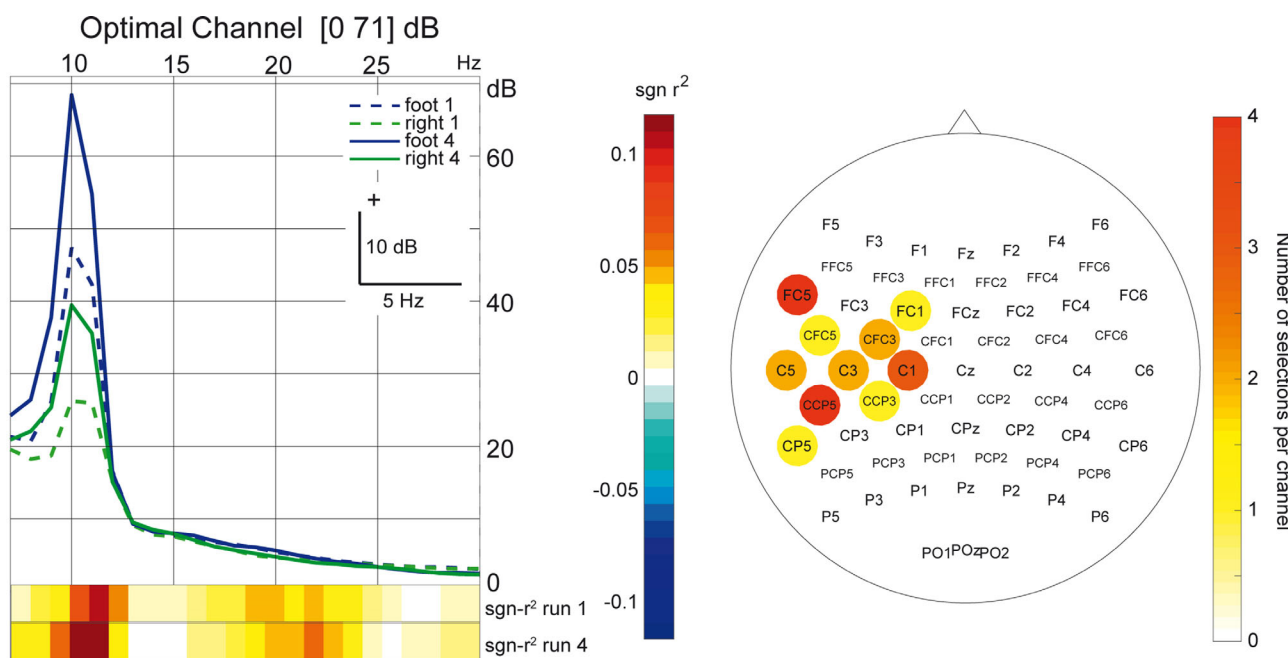 Optimal Channel [0 71] dB
10 15 20 25 Hz
dB
foot 1
right 1
foot 4
right 4
60
+
10 dB
5 Hz
40
20
0
sgn-r² run 1
sgn-r² run 4
sgn r²
0.1
0.05
0
-0.05
-0.1
F5 F6
F3 F4
F1 Fz F2
FFC5 FFC3 FFC1 FFC2 FFC4 FFC6
FC5 FC3 FC1 FCz FC2 FC4 FC6
CFC5 CFC3 CFC1 CFC2 CFC4 CFC6
C5 C3 C1 Cz C2 C4 C6
CCP5 CCP3 CCP1 CCP2 CCP4 CCP6
CP5 CP3 CP1 CPz CP2 CP4 CP6
PCP5 PCP3 PCP1 PCP2 PCP4 PCP6
P5 P3 P1 Pz P2 P4 P6
PO1 POz PO2
4
3
2
1
0
Number of selections per channel